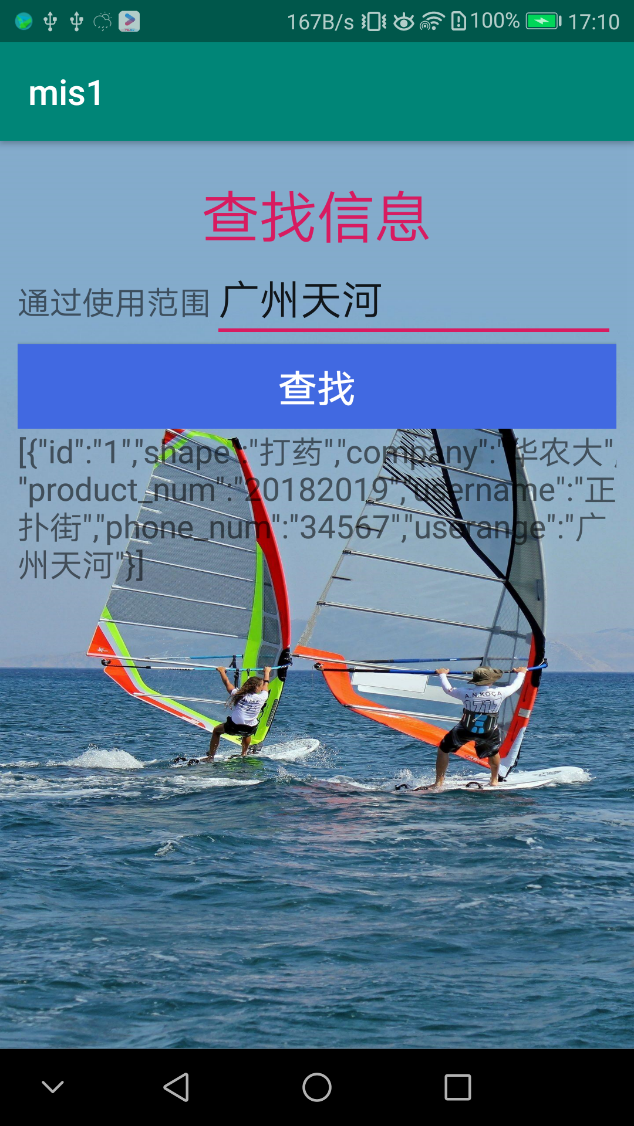 167B/s 100% 17:10
mis1
查找信息
通过使用范围 广州天河
查找
[{"id":"1","shape":"打药","company":"华农大",
"product_num":"20182019","username":"正
扑街","phone_num":"34567","userange":"广
州天河"}]